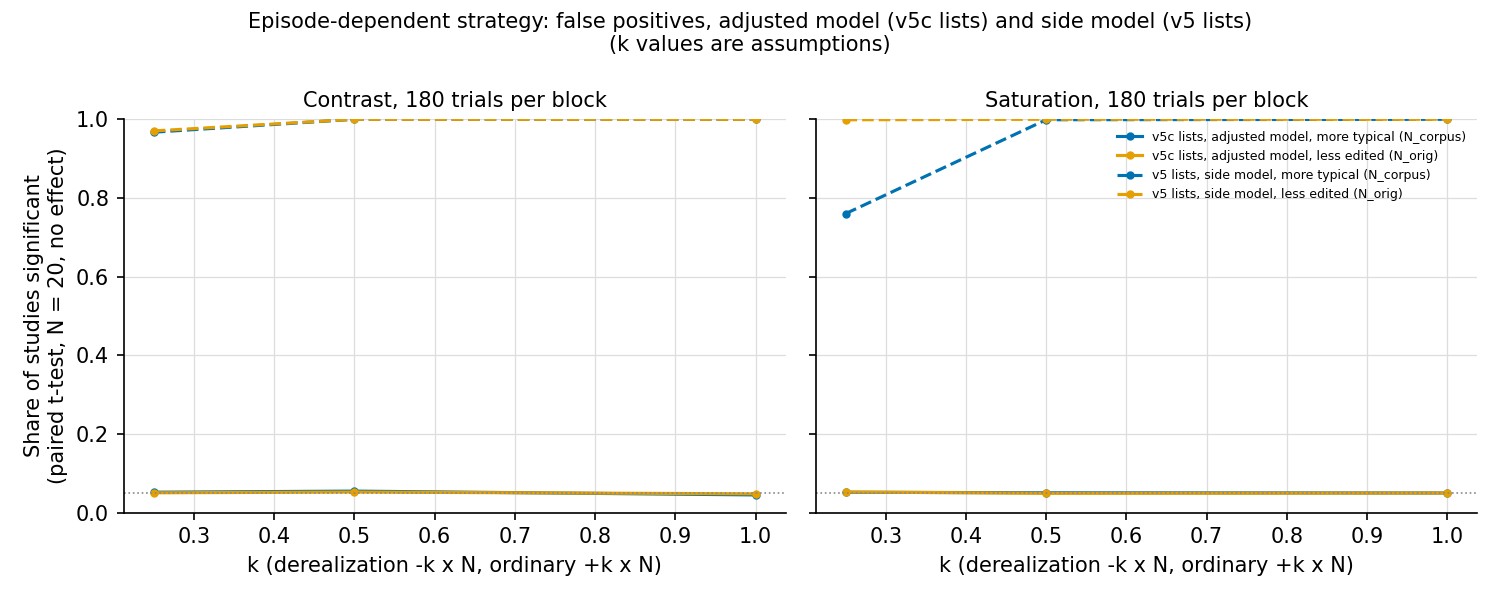 Episode-dependent strategy: false positives, adjusted model (v5c lists) and side model (v5 lists)
(k values are assumptions)
Contrast, 180 trials per block
Share of studies significant
(paired t-test, N = 20, no effect)
1.0
0.8
0.6
0.4
0.2
0.0
0.3 0.4 0.5 0.6 0.7 0.8 0.9 1.0
k (derealization -k x N, ordinary +k x N)
Saturation, 180 trials per block
v5c lists, adjusted model, more typical (N_corpus)
v5c lists, adjusted model, less edited (N_orig)
v5 lists, side model, more typical (N_corpus)
v5 lists, side model, less edited (N_orig)
0.3 0.4 0.5 0.6 0.7 0.8 0.9 1.0
k (derealization -k x N, ordinary +k x N)